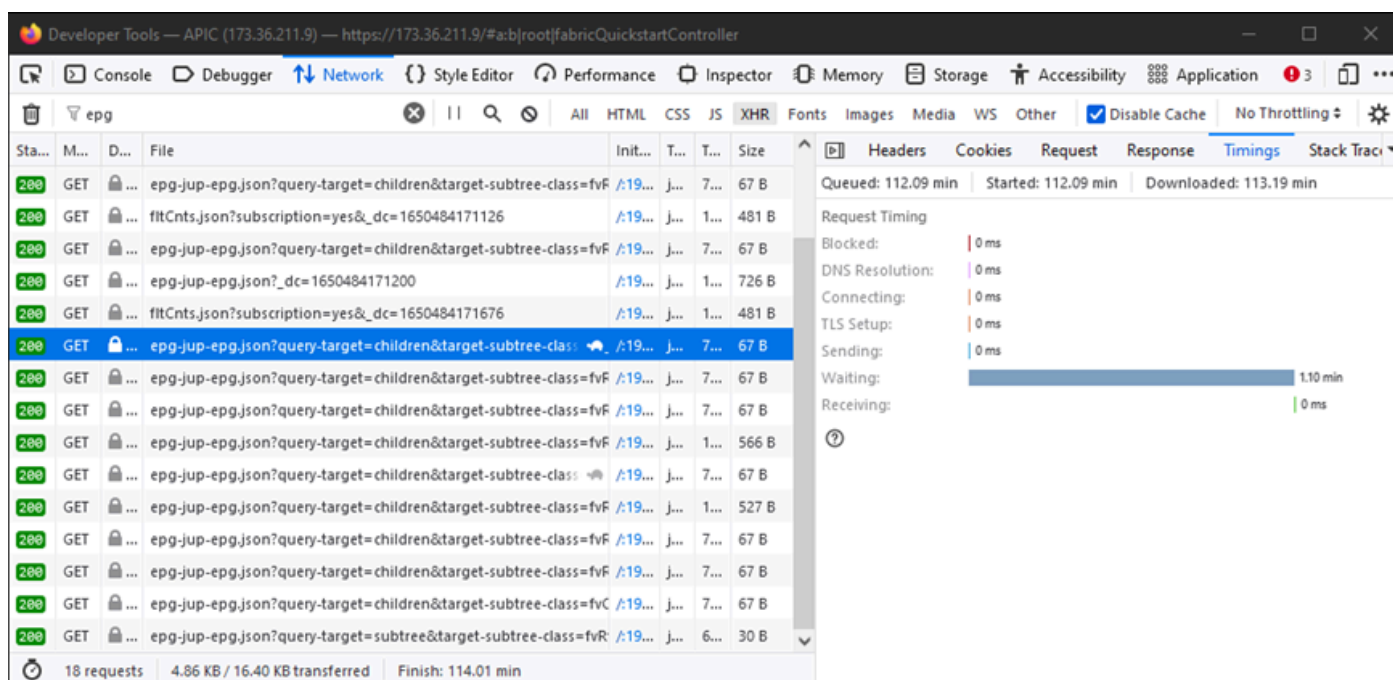 Developer Tools — APIC (173.36.211.9) — https://173.36.211.9/#a:b|root|fabricQuickstartController
Console Debugger Network Style Editor Performance Inspector Memory Storage Accessibility Application 3
epg All HTML CSS JS XHR Fonts Images Media WS Other Disable Cache No Throttling
Sta... M... D... File Init... T... T... Size
Headers Cookies Request Response Timings Stack Trac
200 GET ... epg-jup-epg.json?query-target=children&target-subtree-class=fvR /:19... j... 7... 67 B
200 GET ... fltCnts.json?subscription=yes&_dc=1650484171126 /:19... j... 1... 481 B
200 GET ... epg-jup-epg.json?query-target=children&target-subtree-class=fvR /:19... j... 7... 67 B
200 GET ... epg-jup-epg.json?_dc=1650484171200 /:19... j... 1... 726 B
200 GET ... fltCnts.json?subscription=yes&_dc=1650484171676 /:19... j... 1... 481 B
200 GET ... epg-jup-epg.json?query-target=children&target-subtree-class /:19... j... 7... 67 B
200 GET ... epg-jup-epg.json?query-target=children&target-subtree-class=fvR /:19... j... 7... 67 B
200 GET ... epg-jup-epg.json?query-target=children&target-subtree-class=fvR /:19... j... 7... 67 B
200 GET ... epg-jup-epg.json?query-target=children&target-subtree-class=fvR /:19... j... 1... 566 B
200 GET ... epg-jup-epg.json?query-target=children&target-subtree-class /:19... j... 7... 67 B
200 GET ... epg-jup-epg.json?query-target=children&target-subtree-class=fvR /:19... j... 1... 527 B
200 GET ... epg-jup-epg.json?query-target=children&target-subtree-class=fvR /:19... j... 7... 67 B
200 GET ... epg-jup-epg.json?query-target=children&target-subtree-class=fvR /:19... j... 7... 67 B
200 GET ... epg-jup-epg.json?query-target=children&target-subtree-class=fvC /:19... j... 7... 67 B
200 GET ... epg-jup-epg.json?query-target=subtree&target-subtree-class=fvR /:19... j... 6... 30 B
18 requests 4.86 KB / 16.40 KB transferred Finish: 114.01 min
Queued: 112.09 min Started: 112.09 min Downloaded: 113.19 min
Request Timing
Blocked: 0 ms
DNS Resolution: 0 ms
Connecting: 0 ms
TLS Setup: 0 ms
Sending: 0 ms
Waiting: 1.10 min
Receiving: 0 ms